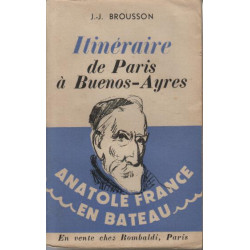 J.-J. BROUSSON
Itinéraire
de Paris
à Buenos-Ayres
ANATOLE FRANCE
EN BATEAU
En vente chez Rombaldi, Paris